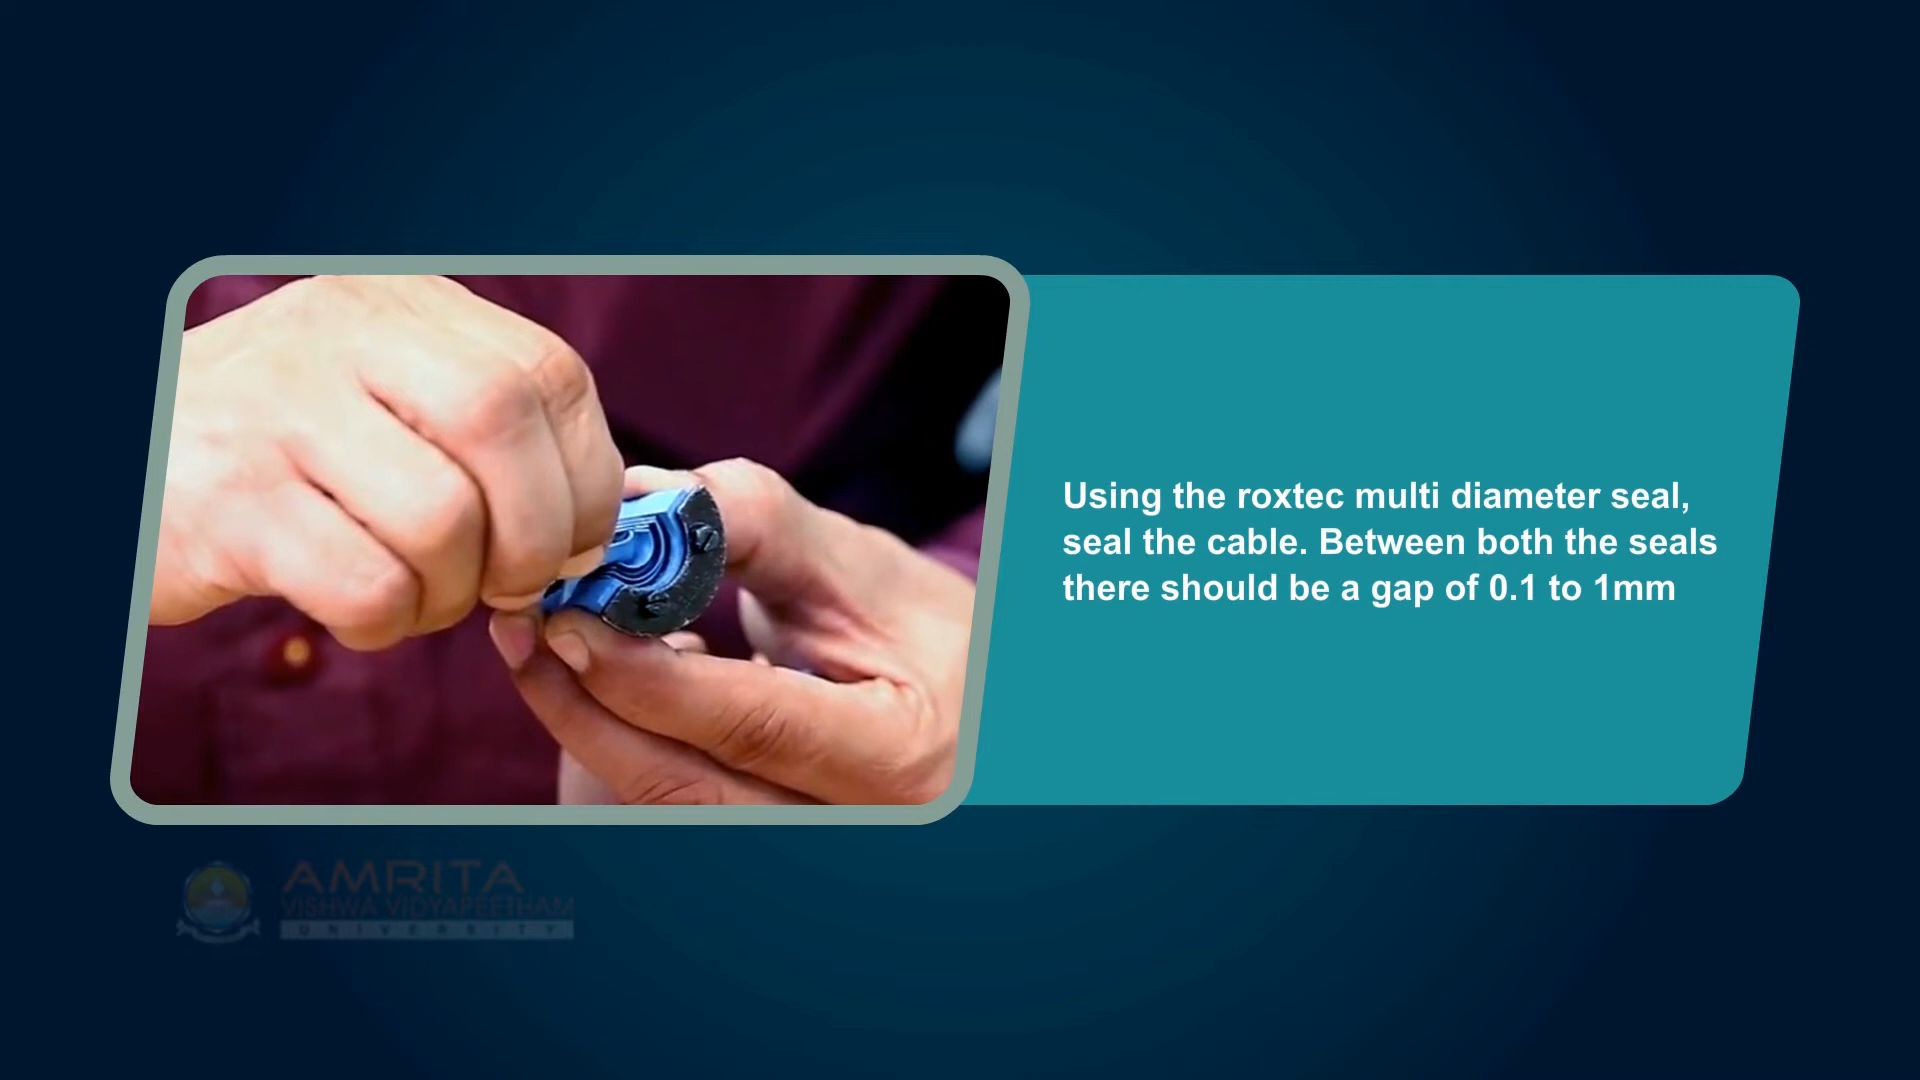 Using the roxtec multi diameter seal,
seal the cable. Between both the seals
there should be a gap of 0.1 to 1mm
AMRITA
VISHWA VIDYAPEETHAM
UNIVERSITY